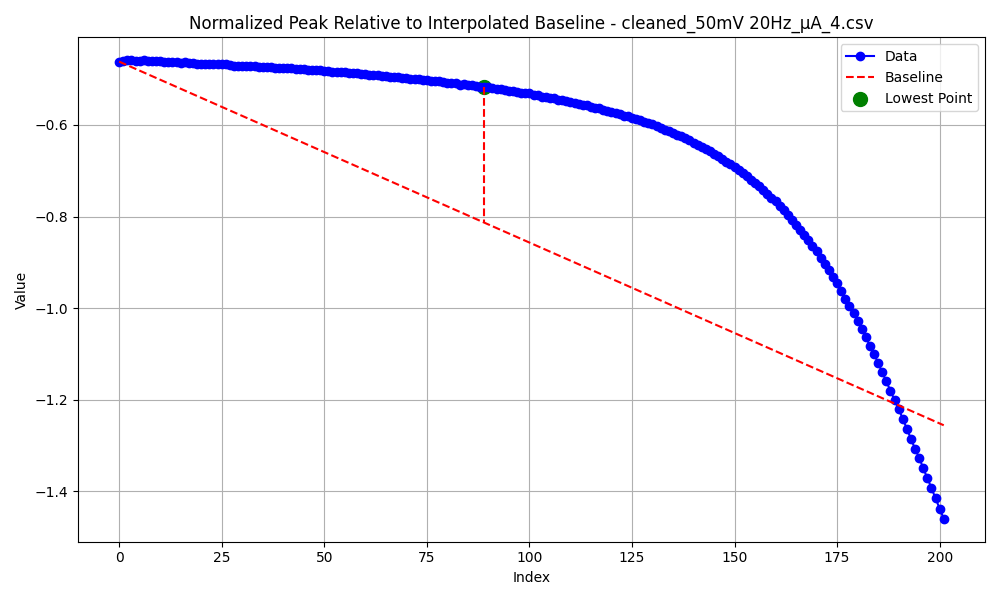 Normalized Peak Relative to Interpolated Baseline - cleaned_50mV 20Hz_μA_4.csv
Data
Baseline
Lowest Point
Value
−0.6
−0.8
−1.0
−1.2
−1.4
0 25 50 75 100 125 150 175 200
Index